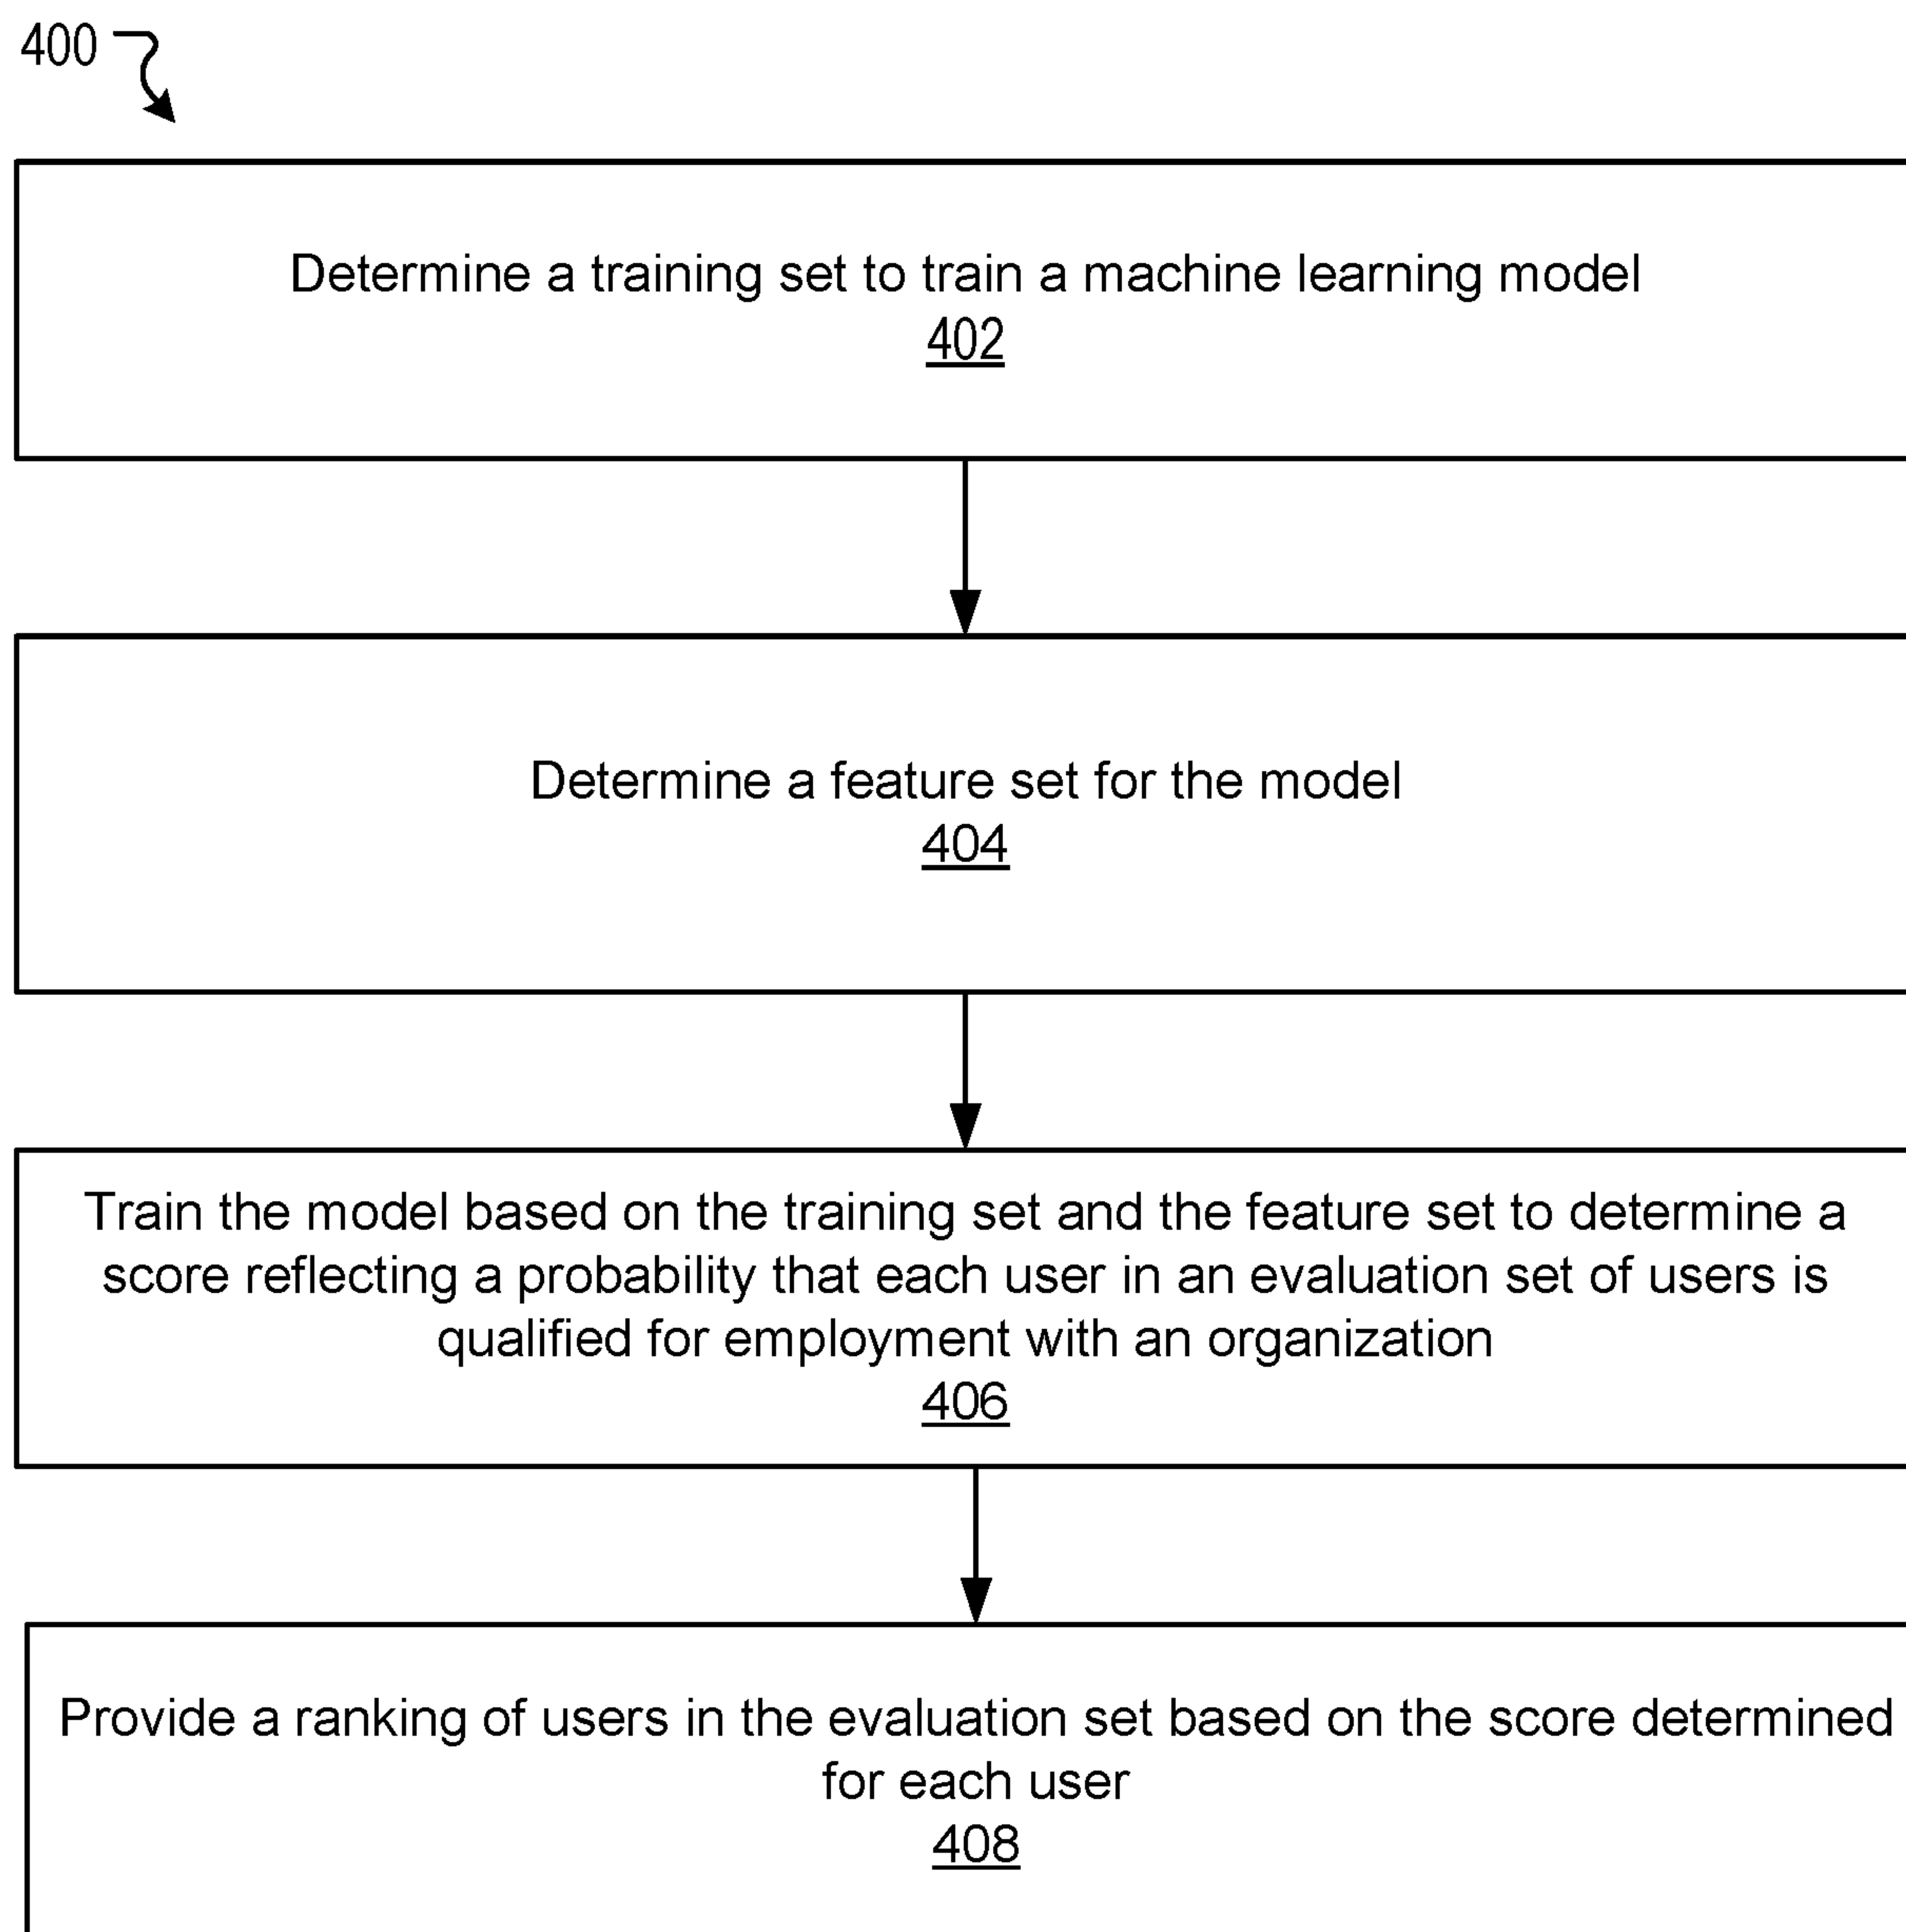 400
Determine a training set to train a machine learning model
402
Determine a feature set for the model
404
Train the model based on the training set and the feature set to determine a
score reflecting a probability that each user in an evaluation set of users is
qualified for employment with an organization
406
Provide a ranking of users in the evaluation set based on the score determined
for each user
408